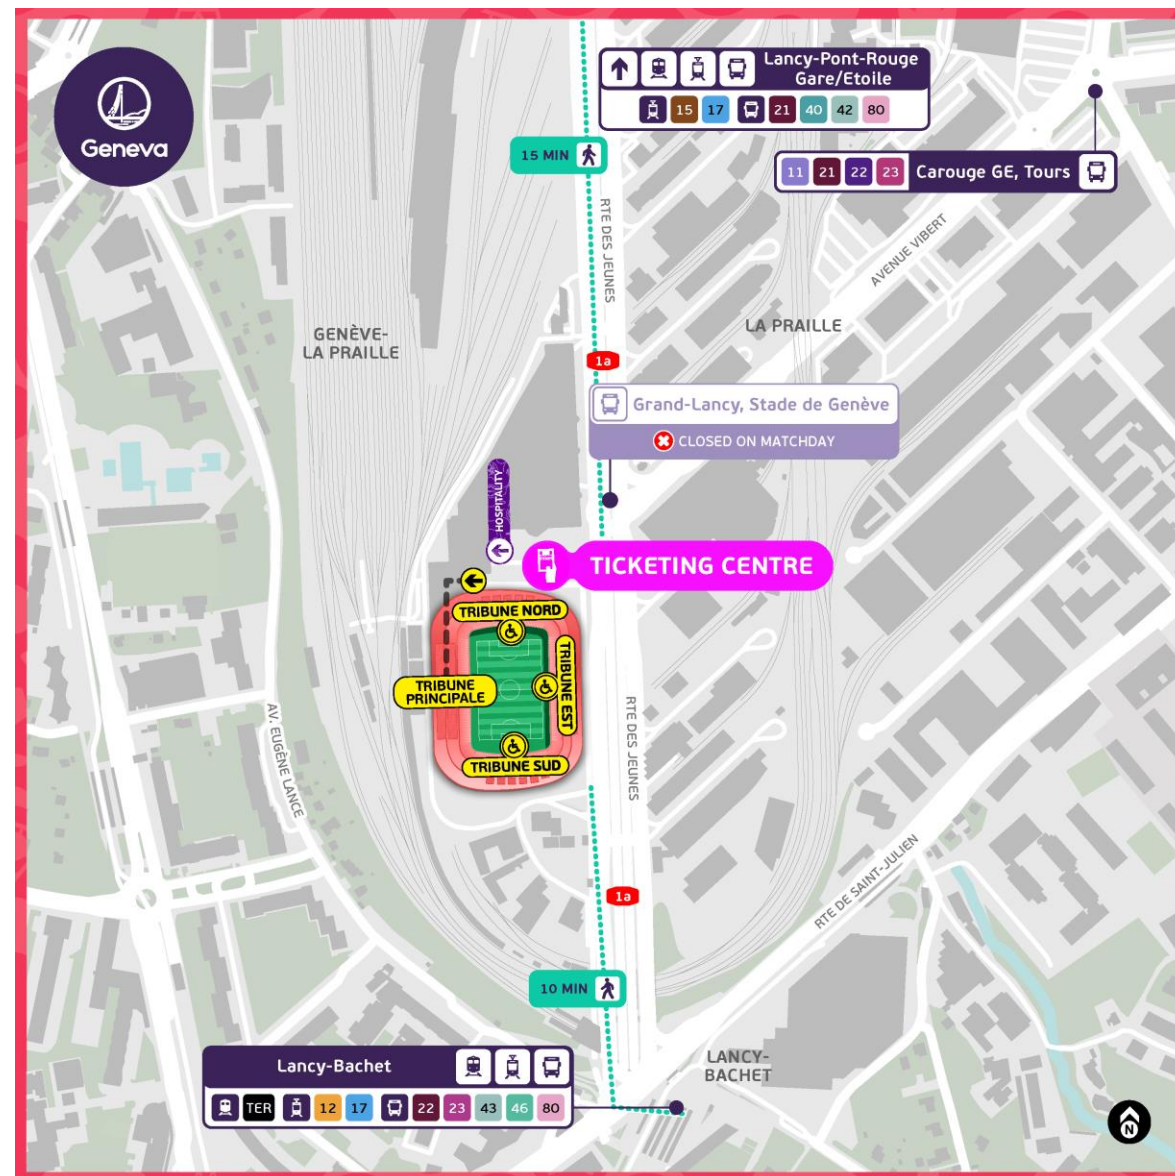 Geneva
Lancy-Pont-Rouge
Gare/Etoile
15 17 21 40 42 80
15 MIN
11 21 22 23 Carouge GE, Tours
RTE DES JEUNES
AVENUE VIBERT
GENÈVE-
LA PRAILLE
LA PRAILLE
1a
Grand-Lancy, Stade de Genève
CLOSED ON MATCHDAY
HOSPITALITY
TICKETING CENTRE
TRIBUNE NORD
TRIBUNE EST
TRIBUNE
PRINCIPALE
TRIBUNE SUD
RTE DES JEUNES
AV. EUGÈNE LANCE
RTE DE SAINT-JULIEN
1a
10 MIN
LANCY-
BACHET
Lancy-Bachet
TER 12 17 22 23 43 46 80
N